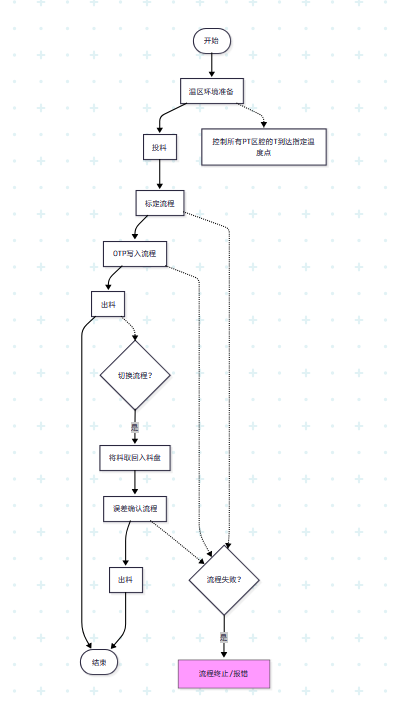 开始
温区环境准备
投料
控制所有PT区腔的T到达指定温
度点
标定流程
OTP写入流程
出料
切换流程？
是
将料取回入料盘
误差确认流程
出料
流程失败？
是
结束
流程终止/报错